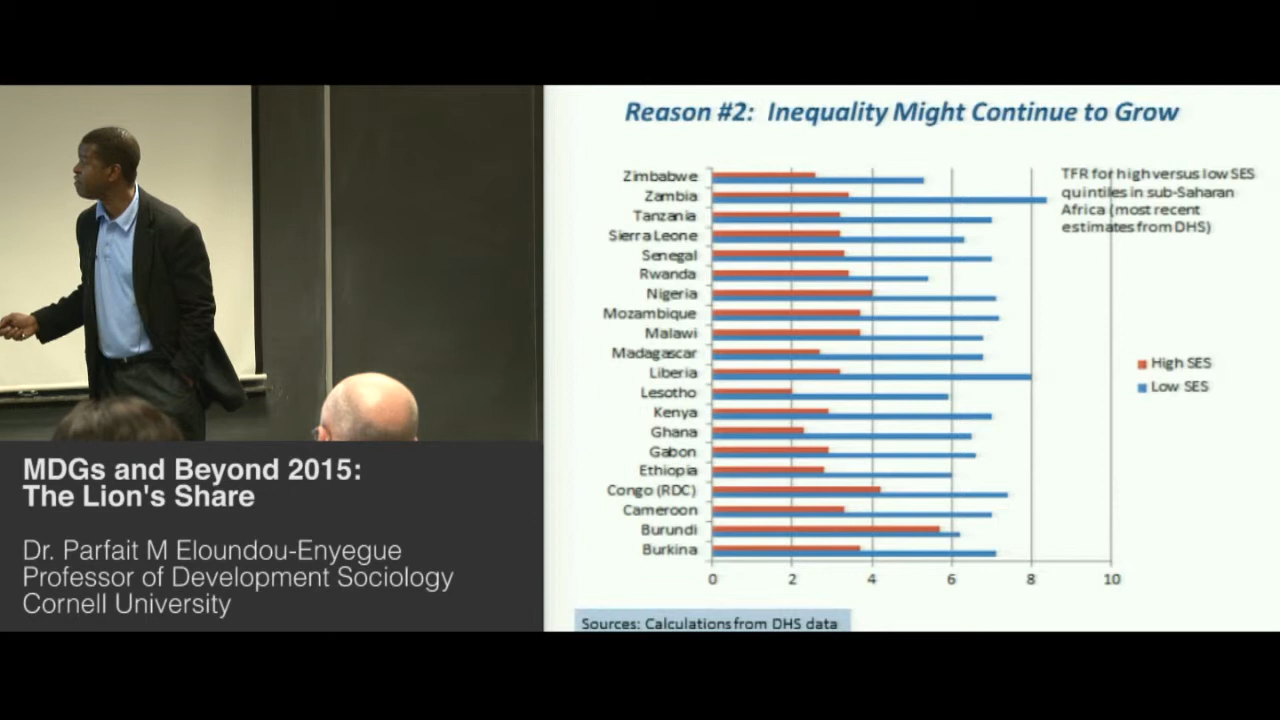 Reason #2: Inequality Might Continue to Grow
TFR for high versus low SES
quintiles in sub-Saharan
Africa (most recent
estimates from DHS)
Zimbabwe
Zambia
Tanzania
Sierra Leone
Senegal
Rwanda
Nigeria
Mozambique
Malawi
Madagascar
Liberia
Lesotho
Kenya
Ghana
Gabon
Ethiopia
Congo (RDC)
Cameroon
Burundi
Burkina
0 2 4 6 8 10
High SES
Low SES
Sources: Calculations from DHS data
MDGs and Beyond 2015:
The Lion's Share
Dr. Parfait M Eloundou-Enyegue
Professor of Development Sociology
Cornell University